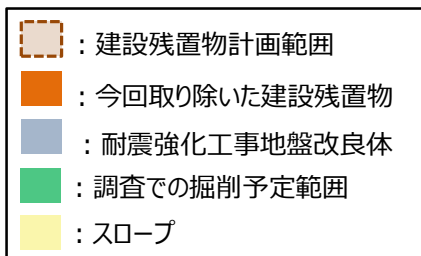 ：建設残置物計画範囲
：今回取り除いた建設残置物
：耐震強化工事地盤改良体
：調査での掘削予定範囲
：スロープ